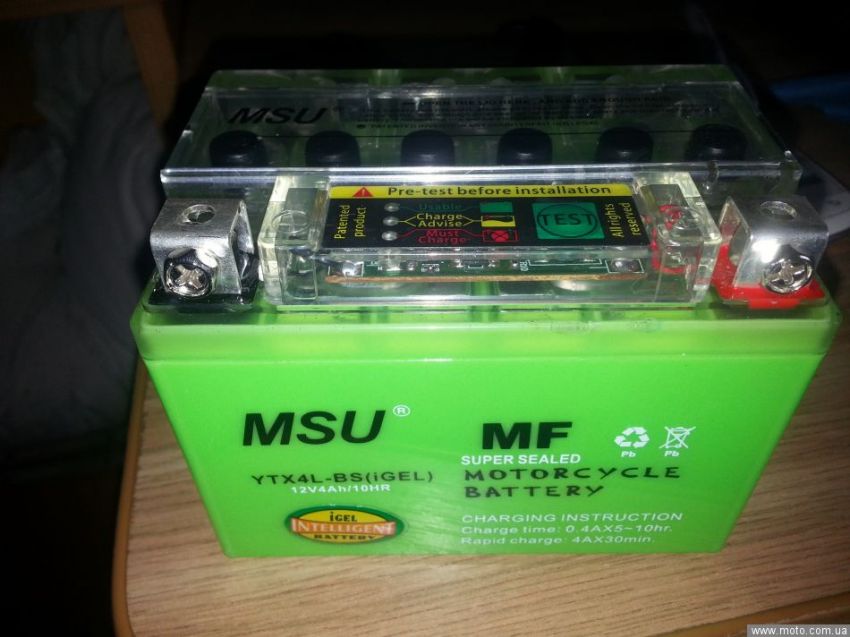 MSU®
Pre-test before installation
Patented product
Usable
Charge Advise
Must Charge
TEST
All rights reserved
MSU®
MF
SUPER SEALED
MOTORCYCLE
BATTERY
YTX4L-BS(iGEL)
12V4Ah/10HR
Pb Pb
iGEL
INTELLIGENT
BATTERY
CHARGING INSTRUCTION
Charge time: 0.4AX5~10hr.
Rapid charge: 4AX30min.
www.moto.com.ua